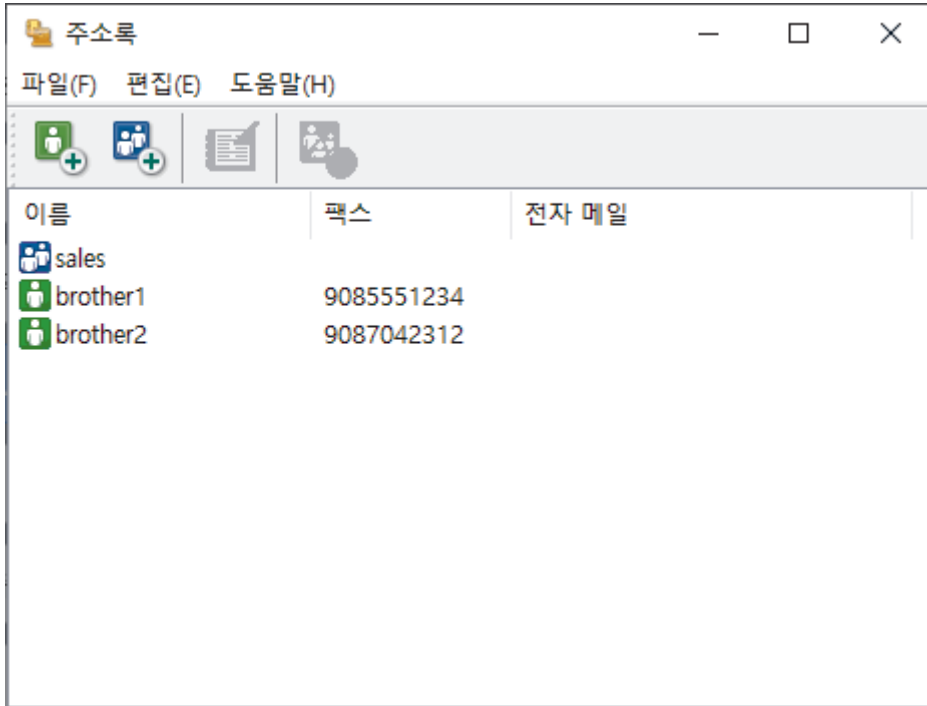 주소록
파일(F) 편집(E) 도움말(H)
이름 팩스 전자 메일
sales
brother1 9085551234
brother2 9087042312